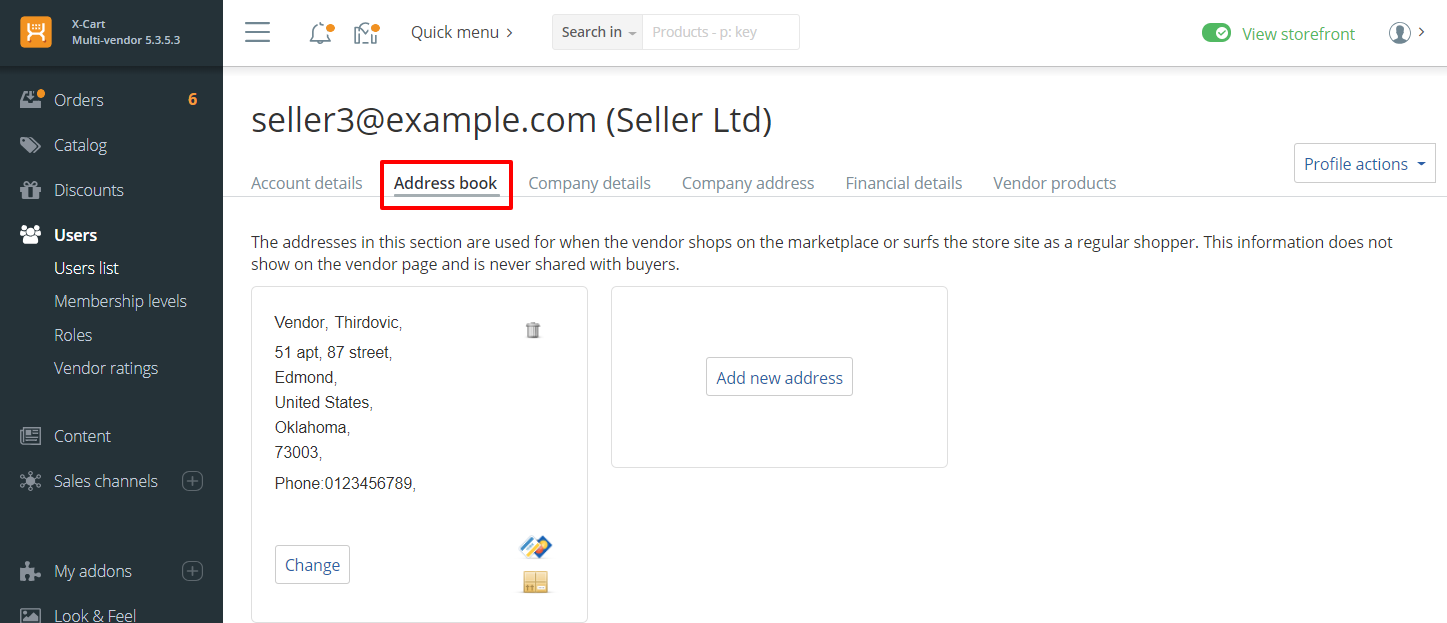 X-Cart
Multi-vendor 5.3.5.3
Quick menu
Search in
Products - p: key
View storefront
Orders 6
Catalog
Discounts
Users
Users list
Membership levels
Roles
Vendor ratings
Content
Sales channels
My addons
Look & Feel
seller3@example.com (Seller Ltd)
Profile actions
Account details Address book Company details Company address Financial details Vendor products
The addresses in this section are used for when the vendor shops on the marketplace or surfs the store site as a regular shopper. This information does not
show on the vendor page and is never shared with buyers.
Vendor, Thirdovic,
51 apt, 87 street,
Edmond,
United States,
Oklahoma,
73003,
Phone:0123456789,
Change
Add new address